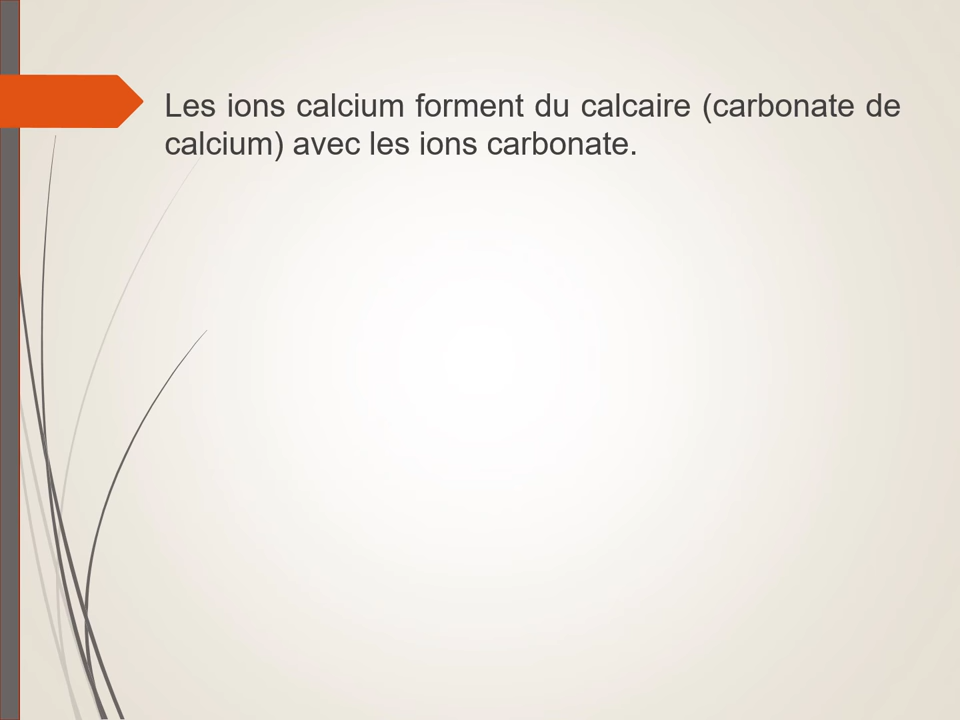 Les ions calcium forment du calcaire (carbonate de
calcium) avec les ions carbonate.